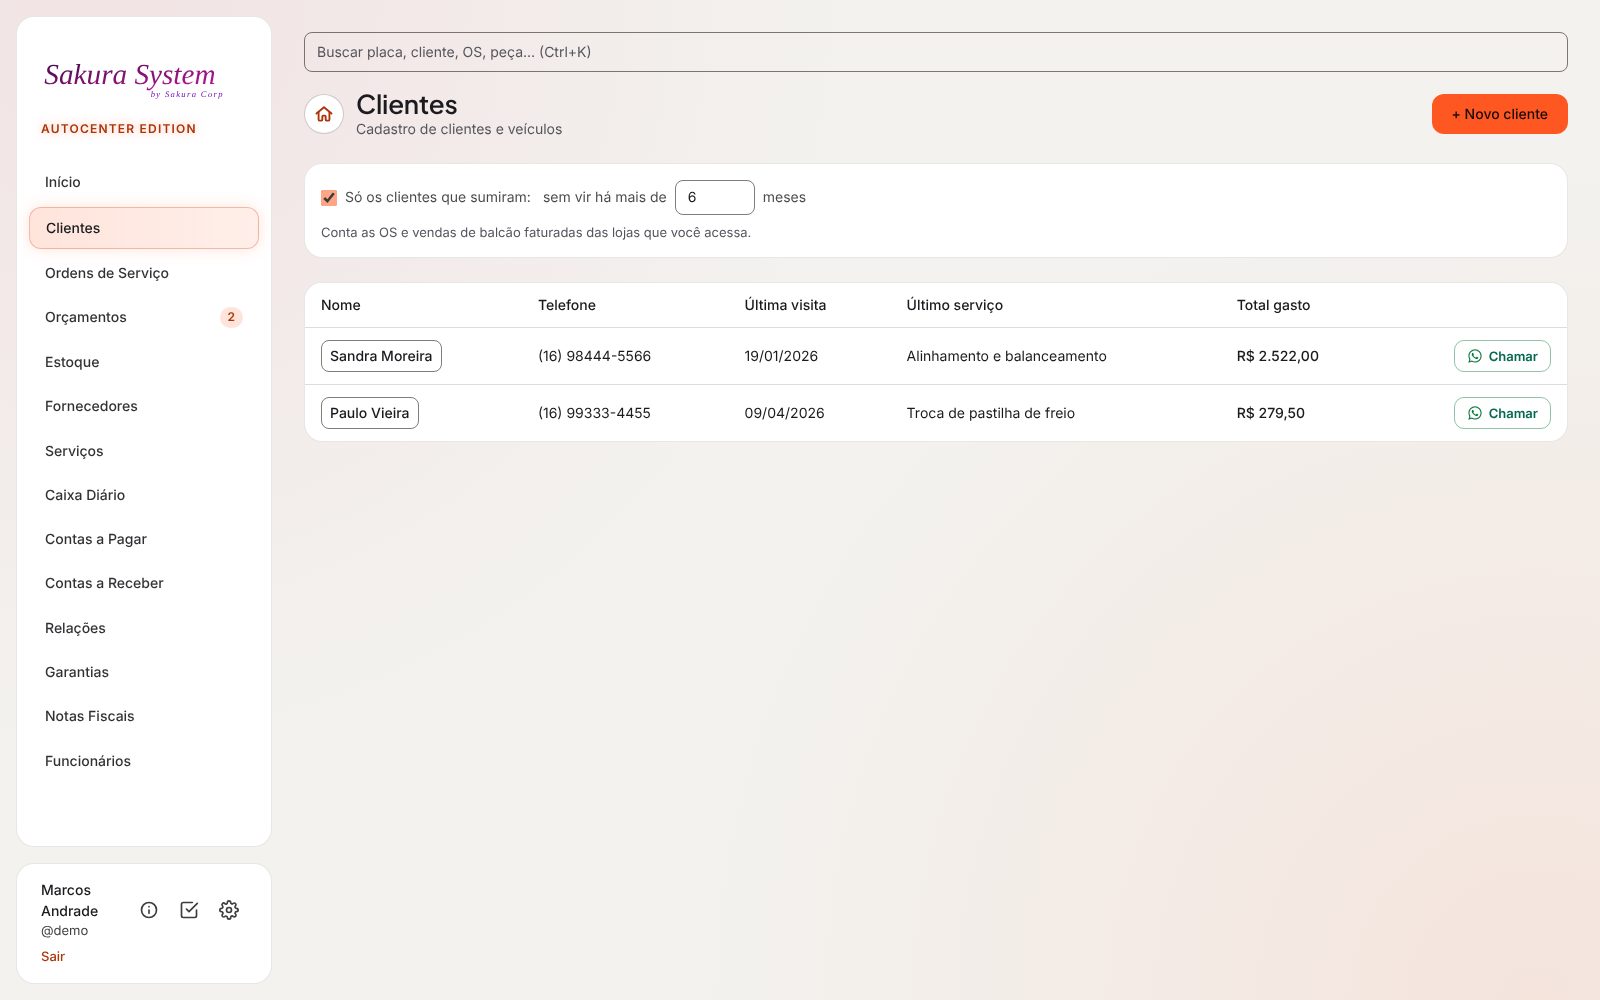 Sakura System
by Sakura Corp
AUTOCENTER EDITION
Início
Clientes
Ordens de Serviço
Orçamentos 2
Estoque
Fornecedores
Serviços
Caixa Diário
Contas a Pagar
Contas a Receber
Relações
Garantias
Notas Fiscais
Funcionários
Marcos
Andrade
@demo
Sair
Buscar placa, cliente, OS, peça... (Ctrl+K)
Clientes
Cadastro de clientes e veículos
+ Novo cliente
Só os clientes que sumiram: sem vir há mais de 6 meses
Conta as OS e vendas de balcão faturadas das lojas que você acessa.
Nome Telefone Última visita Último serviço Total gasto
Sandra Moreira (16) 98444-5566 19/01/2026 Alinhamento e balanceamento R$ 2.522,00 Chamar
Paulo Vieira (16) 99333-4455 09/04/2026 Troca de pastilha de freio R$ 279,50 Chamar